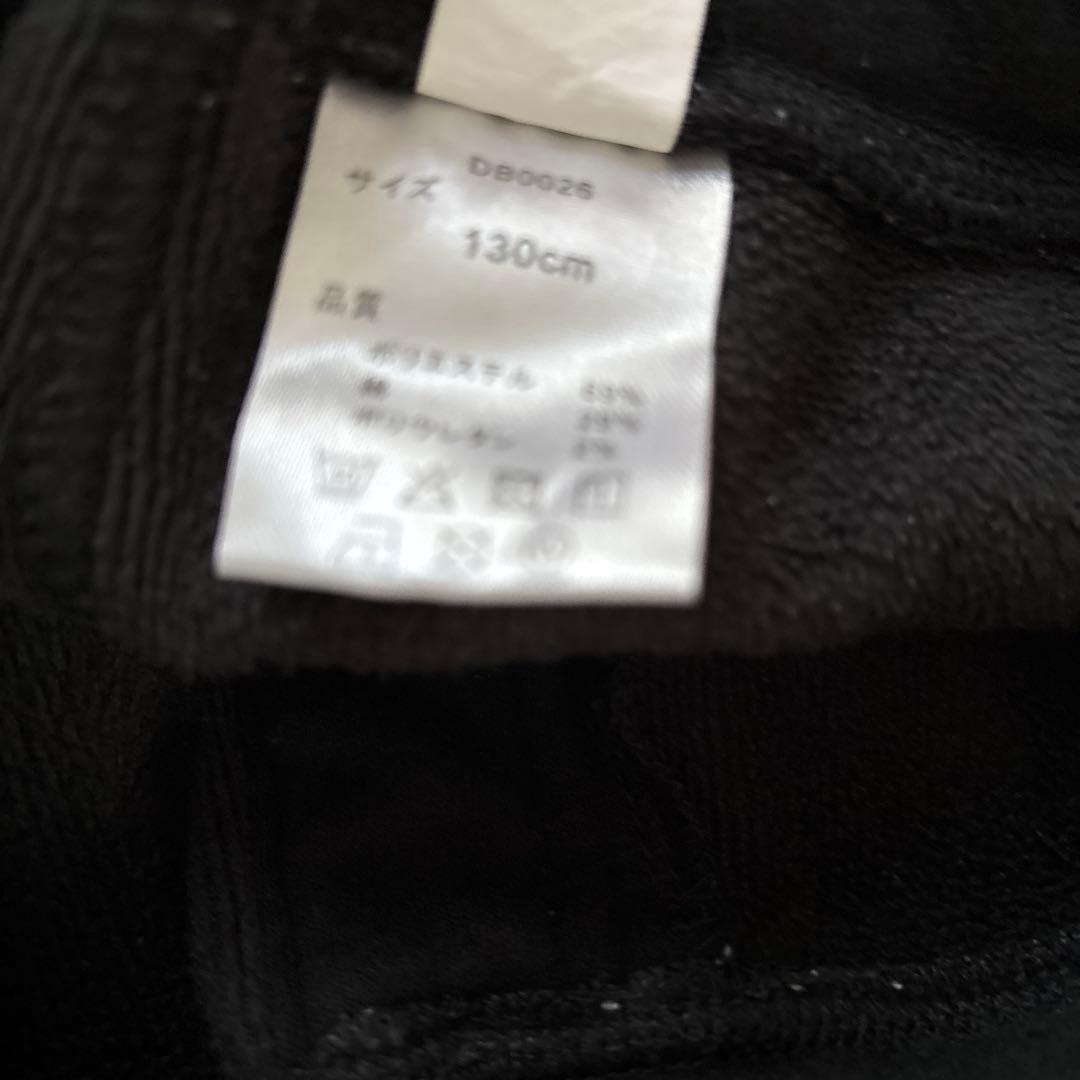 DB0026
サイズ
130cm
品質
ポリエステル
綿
ポリウレタン